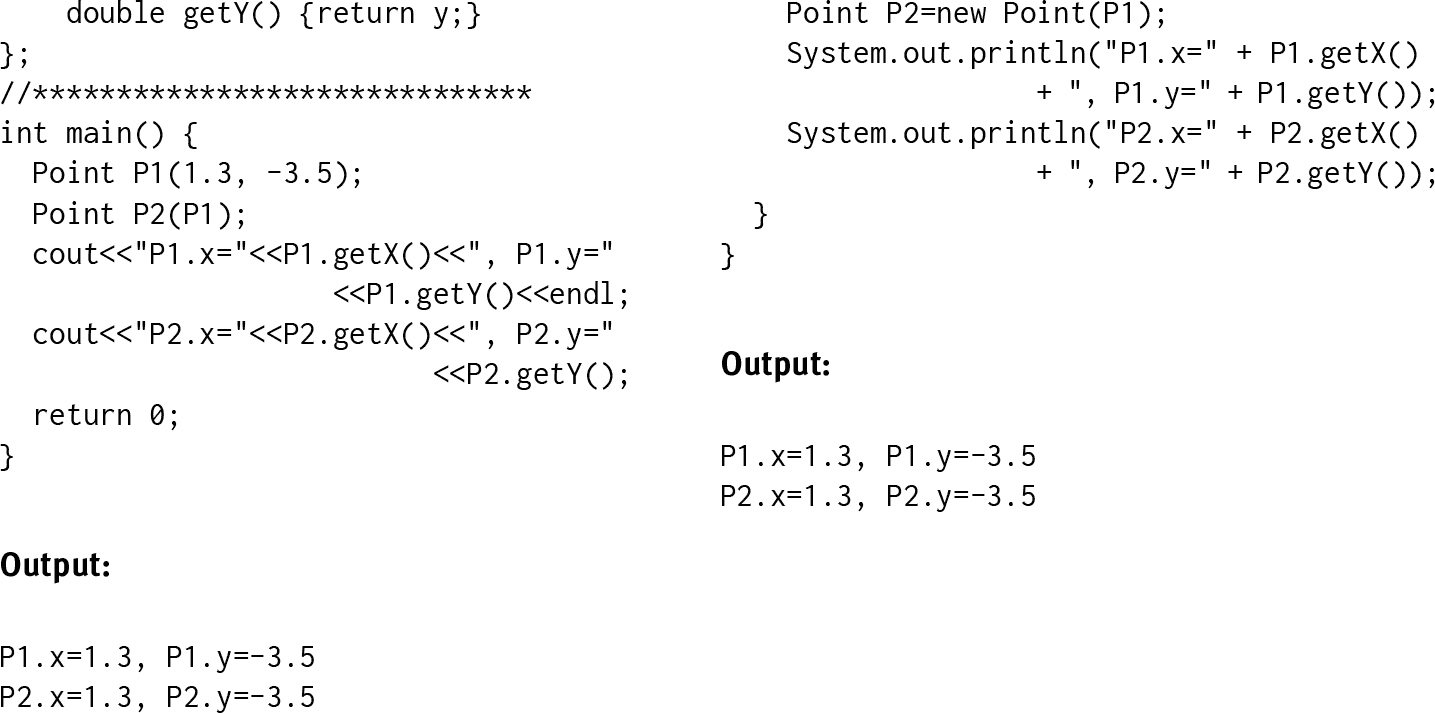 double getY() {return y;}
};
//******************************
int main() {
  Point P1(1.3, -3.5);
  Point P2(P1);
  cout<<"P1.x="<<P1.getX()<<", P1.y="
                    <<P1.getY()<<endl;
  cout<<"P2.x="<<P2.getX()<<", P2.y="
                          <<P2.getY();
  return 0;
}
Output:
P1.x=1.3, P1.y=-3.5
P2.x=1.3, P2.y=-3.5
    Point P2=new Point(P1);
    System.out.println("P1.x=" + P1.getX()
                   + ", P1.y=" + P1.getY());
    System.out.println("P2.x=" + P2.getX()
                   + ", P2.y=" + P2.getY());
  }
}
Output:
P1.x=1.3, P1.y=-3.5
P2.x=1.3, P2.y=-3.5